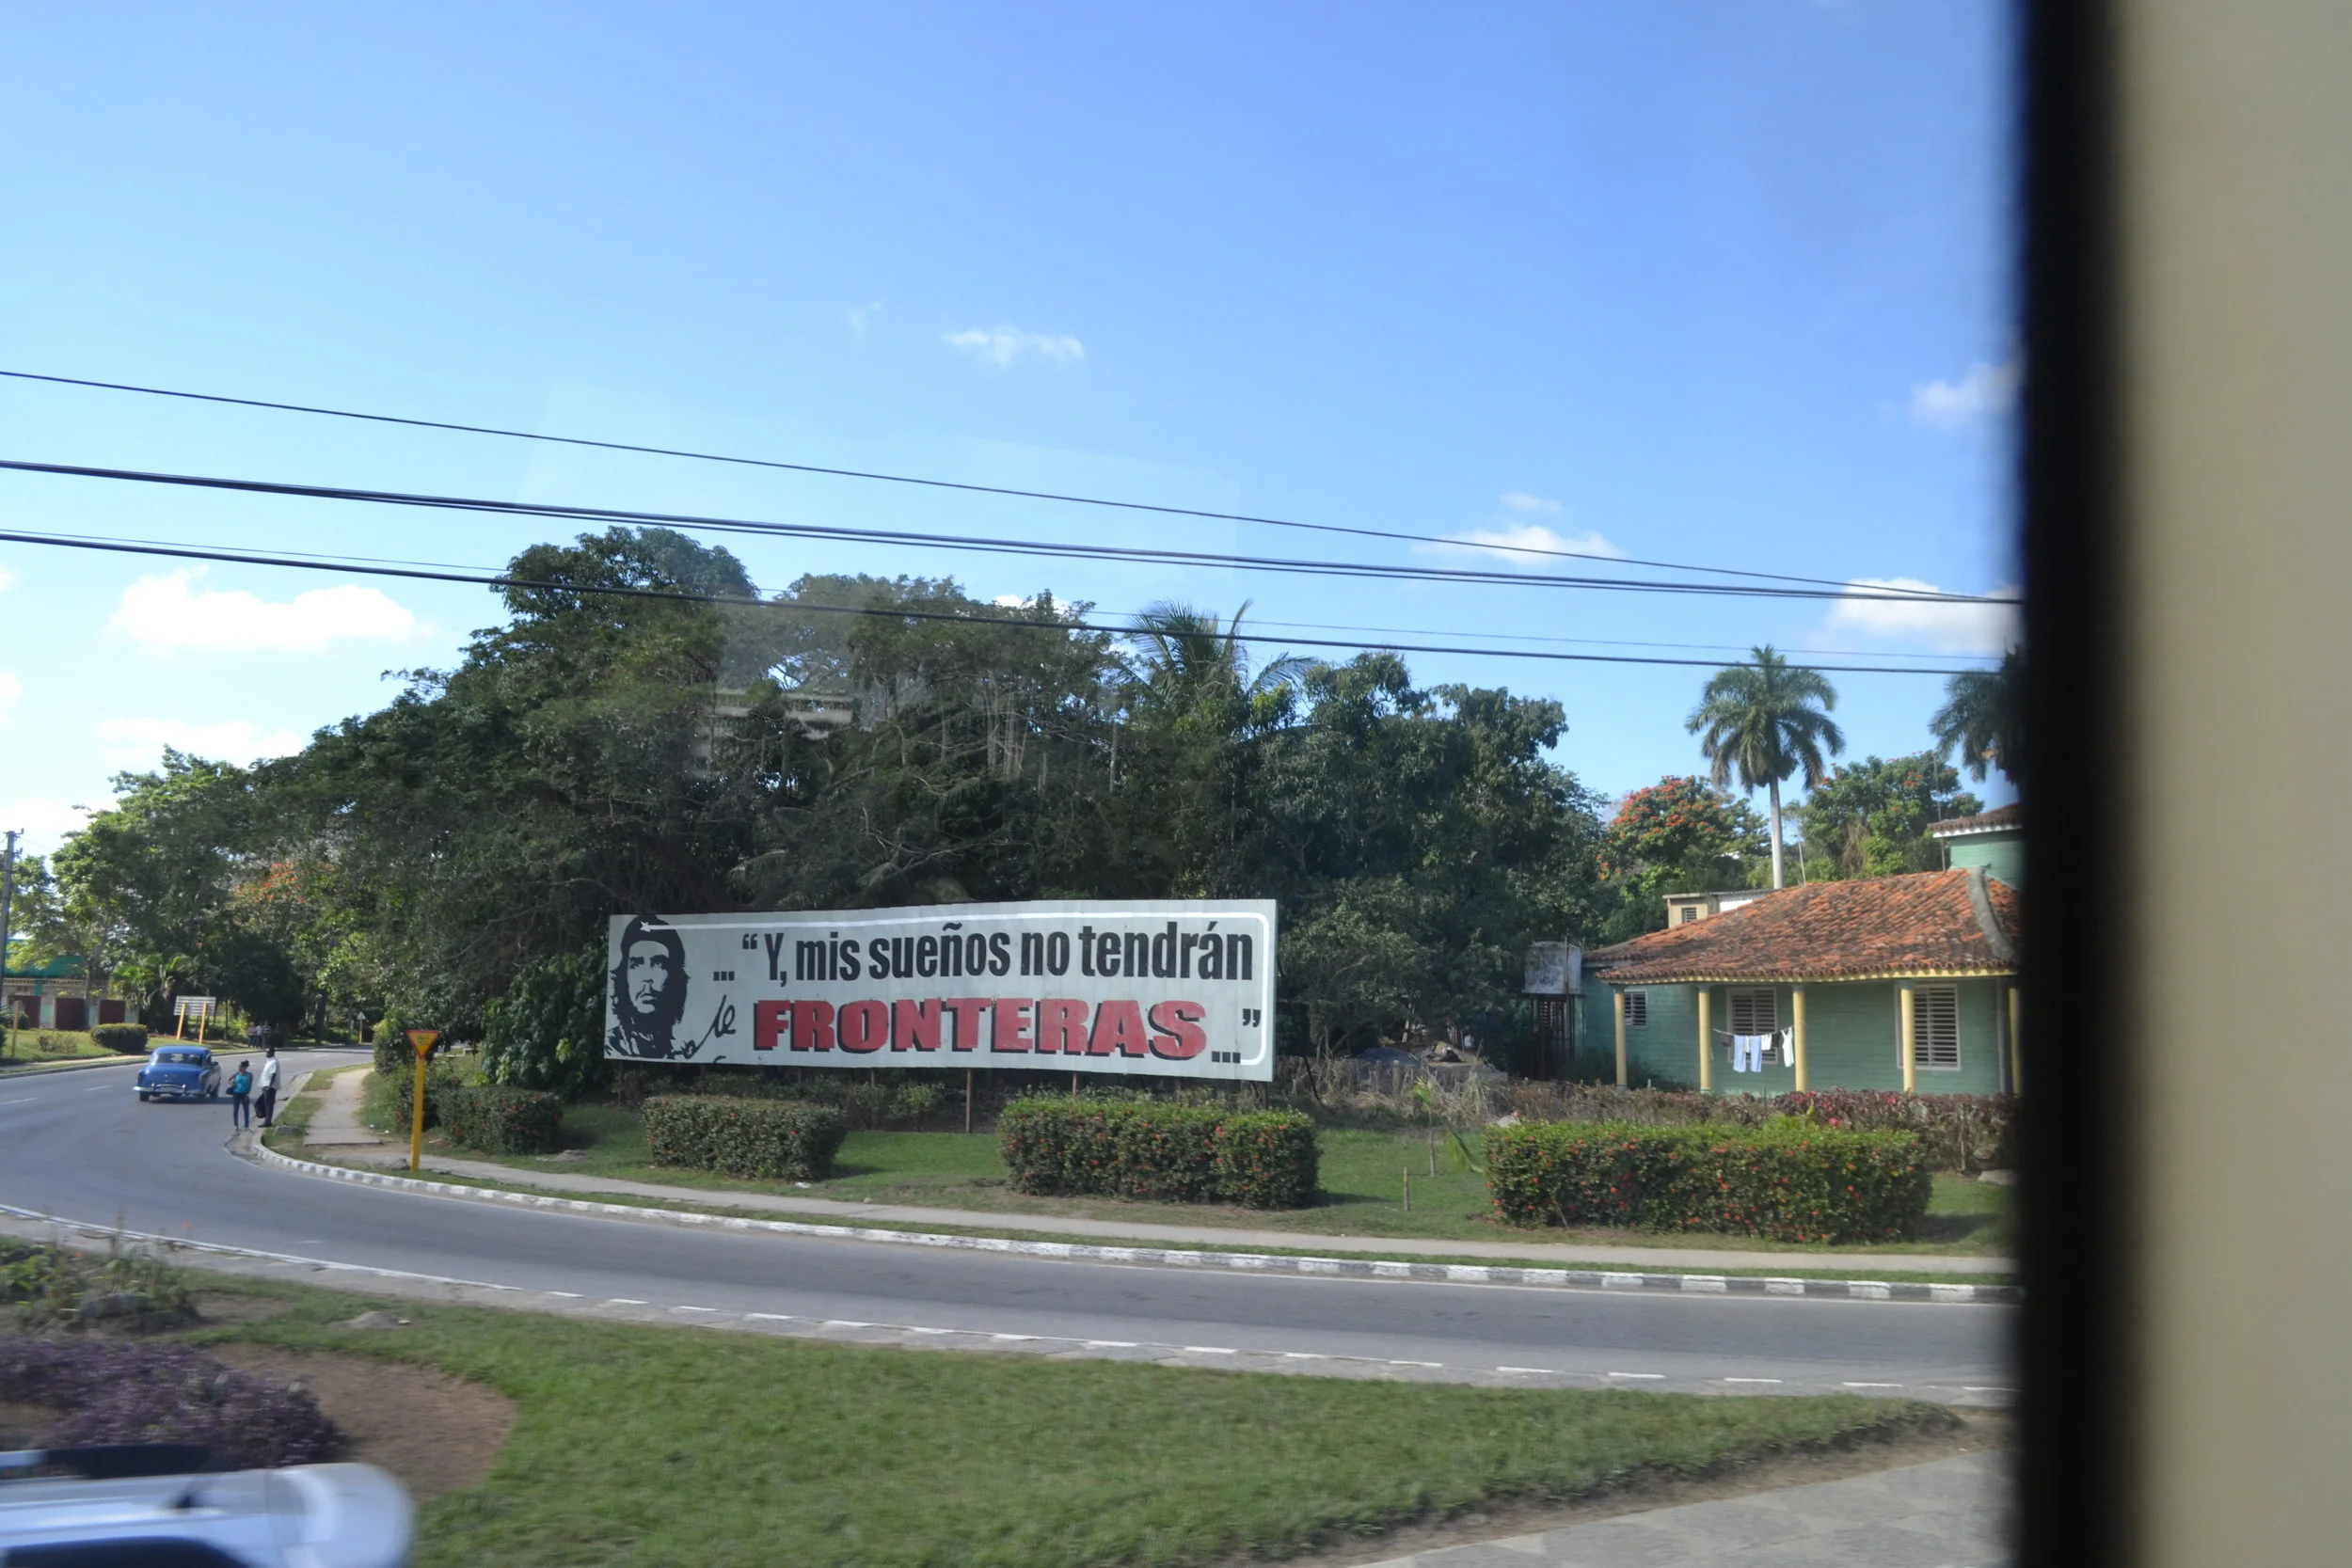 ... “ Y, mis sueños no tendrán
FRONTERAS... ”